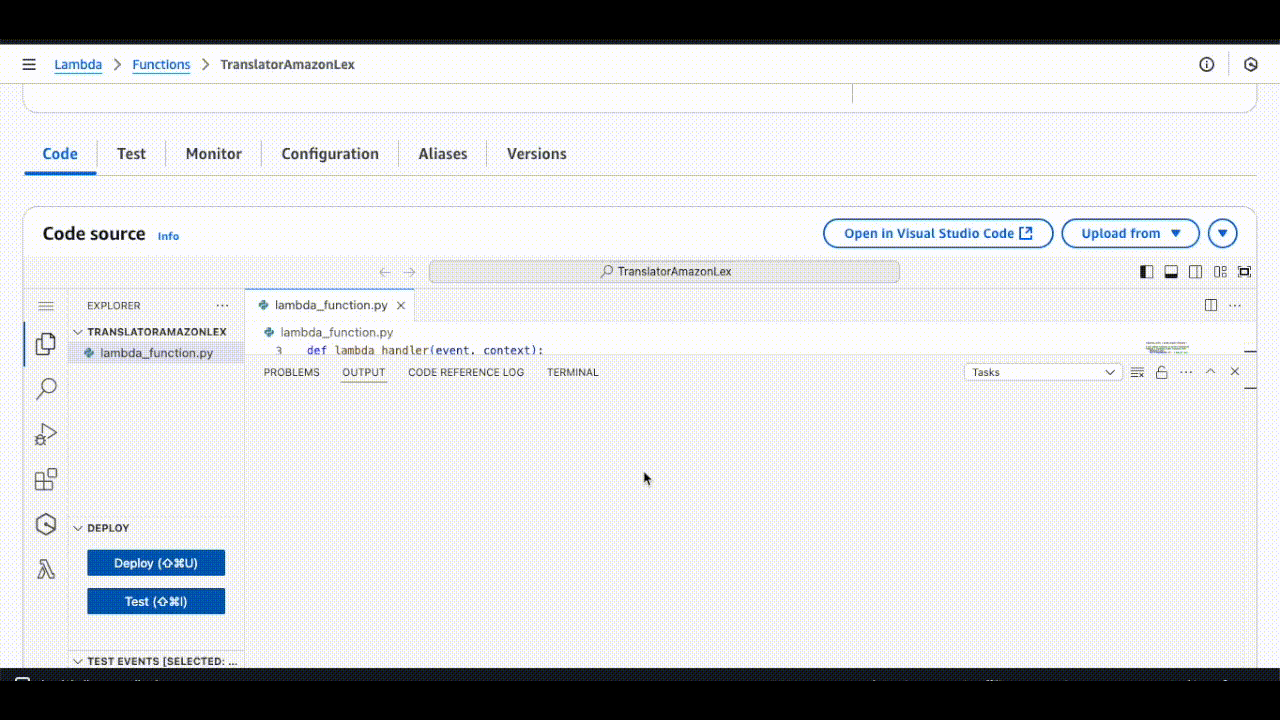 Lambda Functions TranslatorAmazonLex
Code Test Monitor Configuration Aliases Versions
Code source Info Open in Visual Studio Code Upload from
TranslatorAmazonLex
EXPLORER
lambda_function.py
TRANSLATORAMAZONLEX
lambda_function.py
lambda_function.py
3 def lambda_handler(event, context):
PROBLEMS OUTPUT CODE REFERENCE LOG TERMINAL Tasks
DEPLOY
Deploy (⇧⌘U)
Test (⇧⌘I)
TEST EVENTS [SELECTED: ...